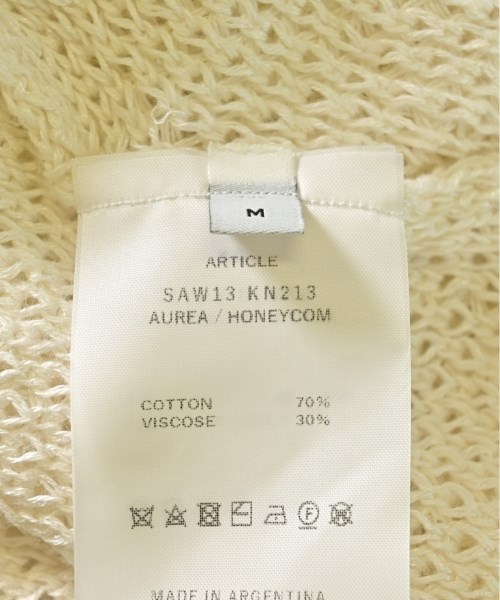 M
ARTICLE
SAW13 KN213
AUREA / HONEYCOM
COTTON 70%
VISCOSE 30%
F
MADE IN ARGENTINA